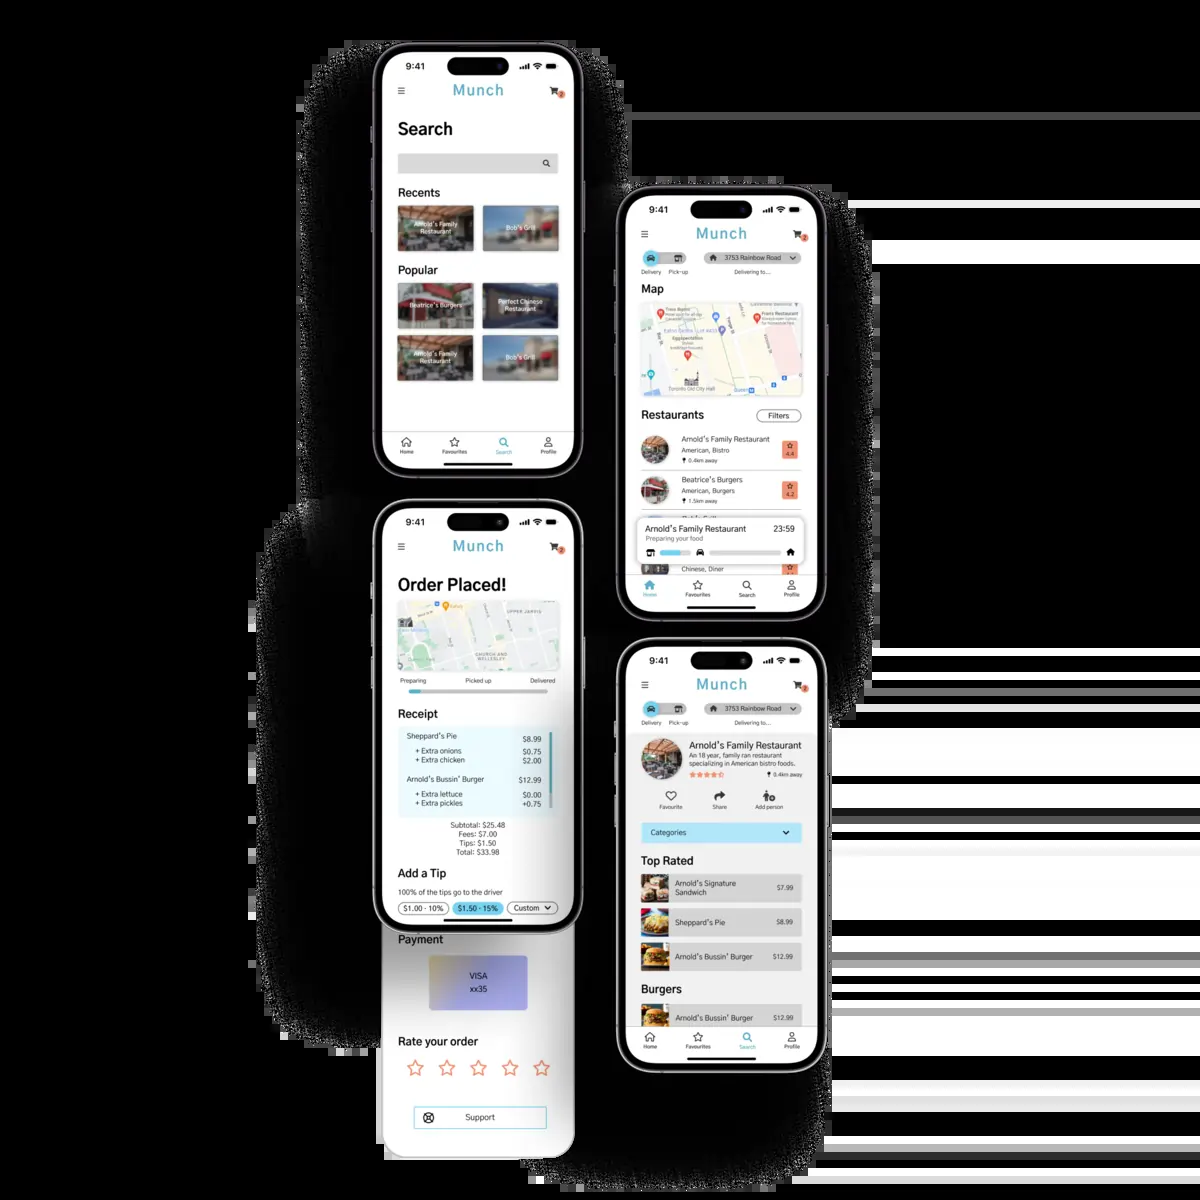 9:41
Munch
2
Search
Recents
Arnold's Family
Restaurant
Bob's Grill
Popular
Beatrice's Burgers
Perfect Chinese
Restaurant
Arnold's Family
Restaurant
Bob's Grill
Home Favourites Search Profile
9:41
Munch
2
3753 Rainbow Road
Delivery Pick-up Delivering to...
Map
Restaurants
Filters
Arnold's Family Restaurant
American, Bistro
0.4km away
4.4
Beatrice's Burgers
American, Burgers
1.5km away
4.2
Arnold's Family Restaurant 23:59
Preparing your food
Chinese, Diner
Home Favourites Search Profile
9:41
Munch
2
Order Placed!
UPPER JARVIS
CHURCH AND
WELLESLEY
Preparing Picked up Delivered
Receipt
Sheppard's Pie $8.99
+ Extra onions $0.75
+ Extra chicken $2.00
Arnold's Bussin' Burger $12.99
+ Extra lettuce $0.00
+ Extra pickles +0.75
Subtotal: $25.48
Fees: $7.00
Tips: $1.50
Total: $33.98
Add a Tip
100% of the tips go to the driver
$1.00 - 10% $1.50 - 15% Custom
Payment
VISA
xx35
Rate your order
Support
9:41
Munch
2
3753 Rainbow Road
Delivery Pick-up Delivering to...
Arnold's Family Restaurant
An 18 year, family ran restaurant
specializing in American bistro foods.
0.4km away
Favourite Share Add person
Categories
Top Rated
Arnold's Signature
Sandwich
$7.99
Sheppard's Pie $8.99
Arnold's Bussin' Burger $12.99
Burgers
Arnold's Bussin' Burger $12.99
Home Favourites Search Profile